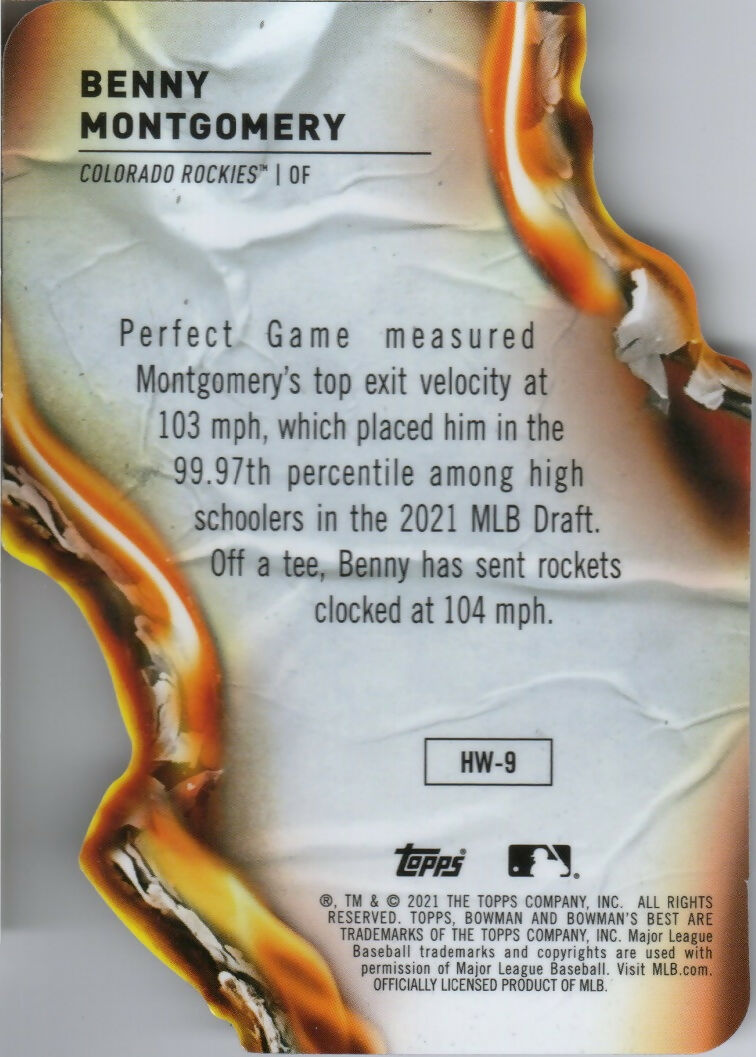 BENNY
MONTGOMERY
COLORADO ROCKIES™ | OF
Perfect Game measured
Montgomery's top exit velocity at
103 mph, which placed him in the
99.97th percentile among high
schoolers in the 2021 MLB Draft.
Off a tee, Benny has sent rockets
clocked at 104 mph.
HW-9
topps®
®, TM & © 2021 THE TOPPS COMPANY, INC. ALL RIGHTS
RESERVED. TOPPS, BOWMAN AND BOWMAN'S BEST ARE
TRADEMARKS OF THE TOPPS COMPANY, INC. Major League
Baseball trademarks and copyrights are used with
permission of Major League Baseball. Visit MLB.com.
OFFICIALLY LICENSED PRODUCT OF MLB.